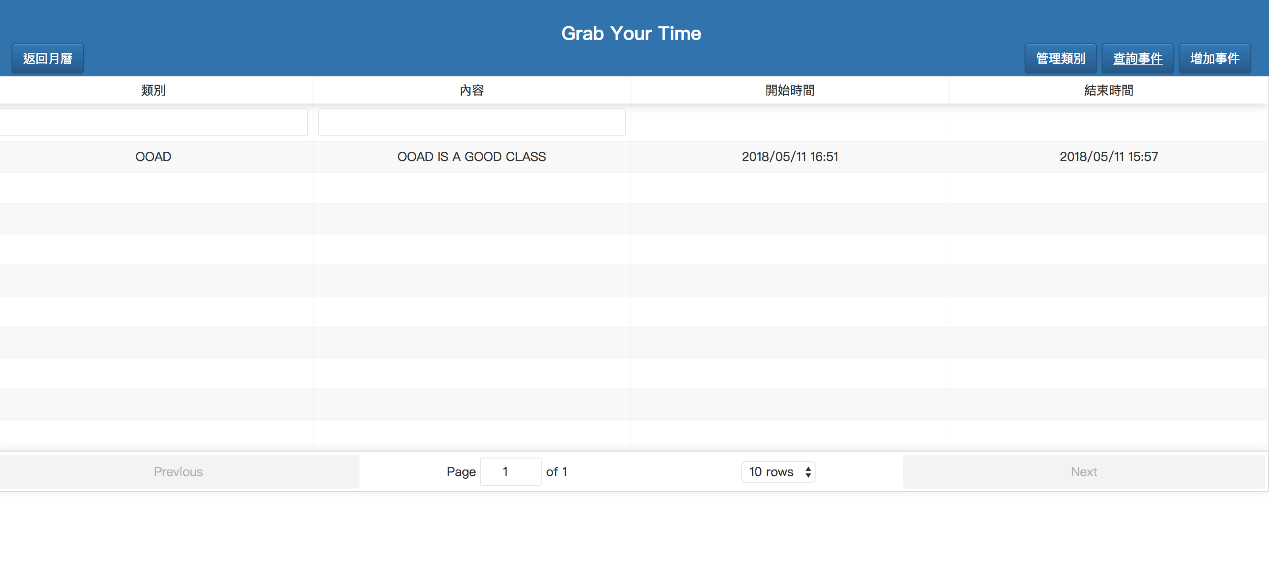 Grab Your Time
返回月曆 管理類別 查詢事件 增加事件
類別 內容 開始時間 結束時間
OOAD OOAD IS A GOOD CLASS 2018/05/11 16:51 2018/05/11 15:57
Previous Page 1 of 1 10 rows Next